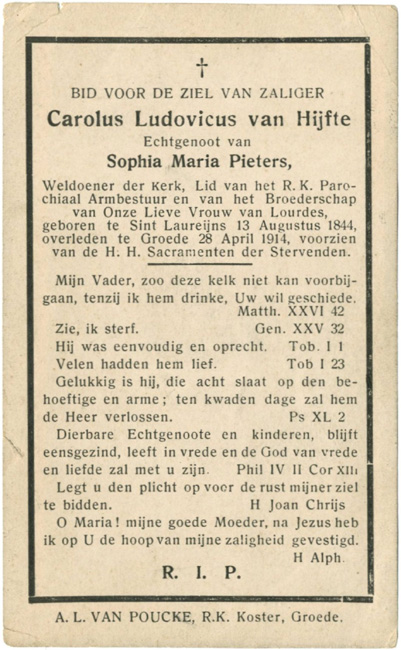 BID VOOR DE ZIEL VAN ZALIGER
Carolus Ludovicus van Hijfte
Echtgenoot van
Sophia Maria Pieters,
Weldoener der Kerk, Lid van het R. K. Paro-
chiaal Armbestuur en van het Broederschap
van Onze Lieve Vrouw van Lourdes,
geboren te Sint Laureijns 13 Augustus 1844,
overleden te Groede 28 April 1914, voorzien
van de H. H. Sacramenten der Stervenden.
Mijn Vader, zoo deze kelk niet kan voorbij-
gaan, tenzij ik hem drinke, Uw wil geschiede.
Matth. XXVI 42
Zie, ik sterf. Gen. XXV 32
Hij was eenvoudig en oprecht. Tob. I 1
Velen hadden hem lief. Tob I 23
Gelukkig is hij, die acht slaat op den be-
hoeftige en arme; ten kwaden dage zal hem
de Heer verlossen. Ps XL 2
Dierbare Echtgenoote en kinderen, blijft
eensgezind, leeft in vrede en de God van vrede
en liefde zal met u zijn. Phil IV II Cor XIII
Legt u den plicht op voor de rust mijner ziel
te bidden. H Joan Chrijs
O Maria! mijne goede Moeder, na Jezus heb
ik op U de hoop van mijne zaligheid gevestigd.
H Alph.
R. I. P.
A. L. VAN POUCKE, R.K. Koster, Groede.